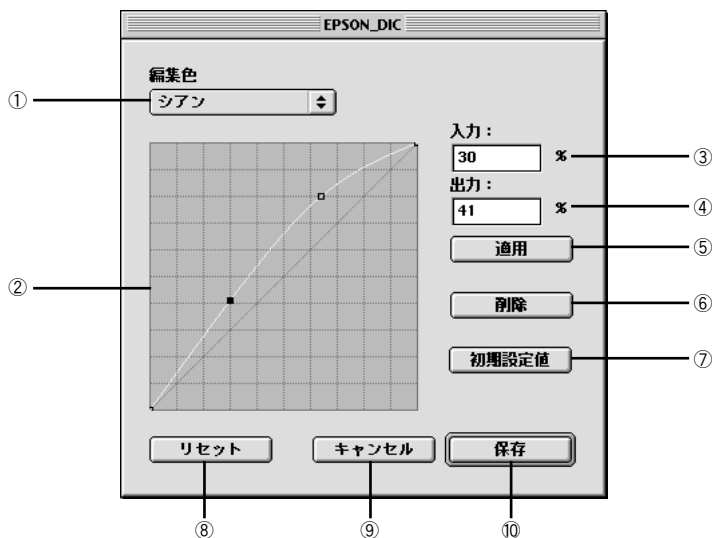 EPSON_DIC
編集色
① シアン
入力：
30 % ③
出力：
41 % ④
適用 ⑤
②
削除 ⑥
初期設定値 ⑦
リセット キャンセル 保存
⑧ ⑨ ⑩